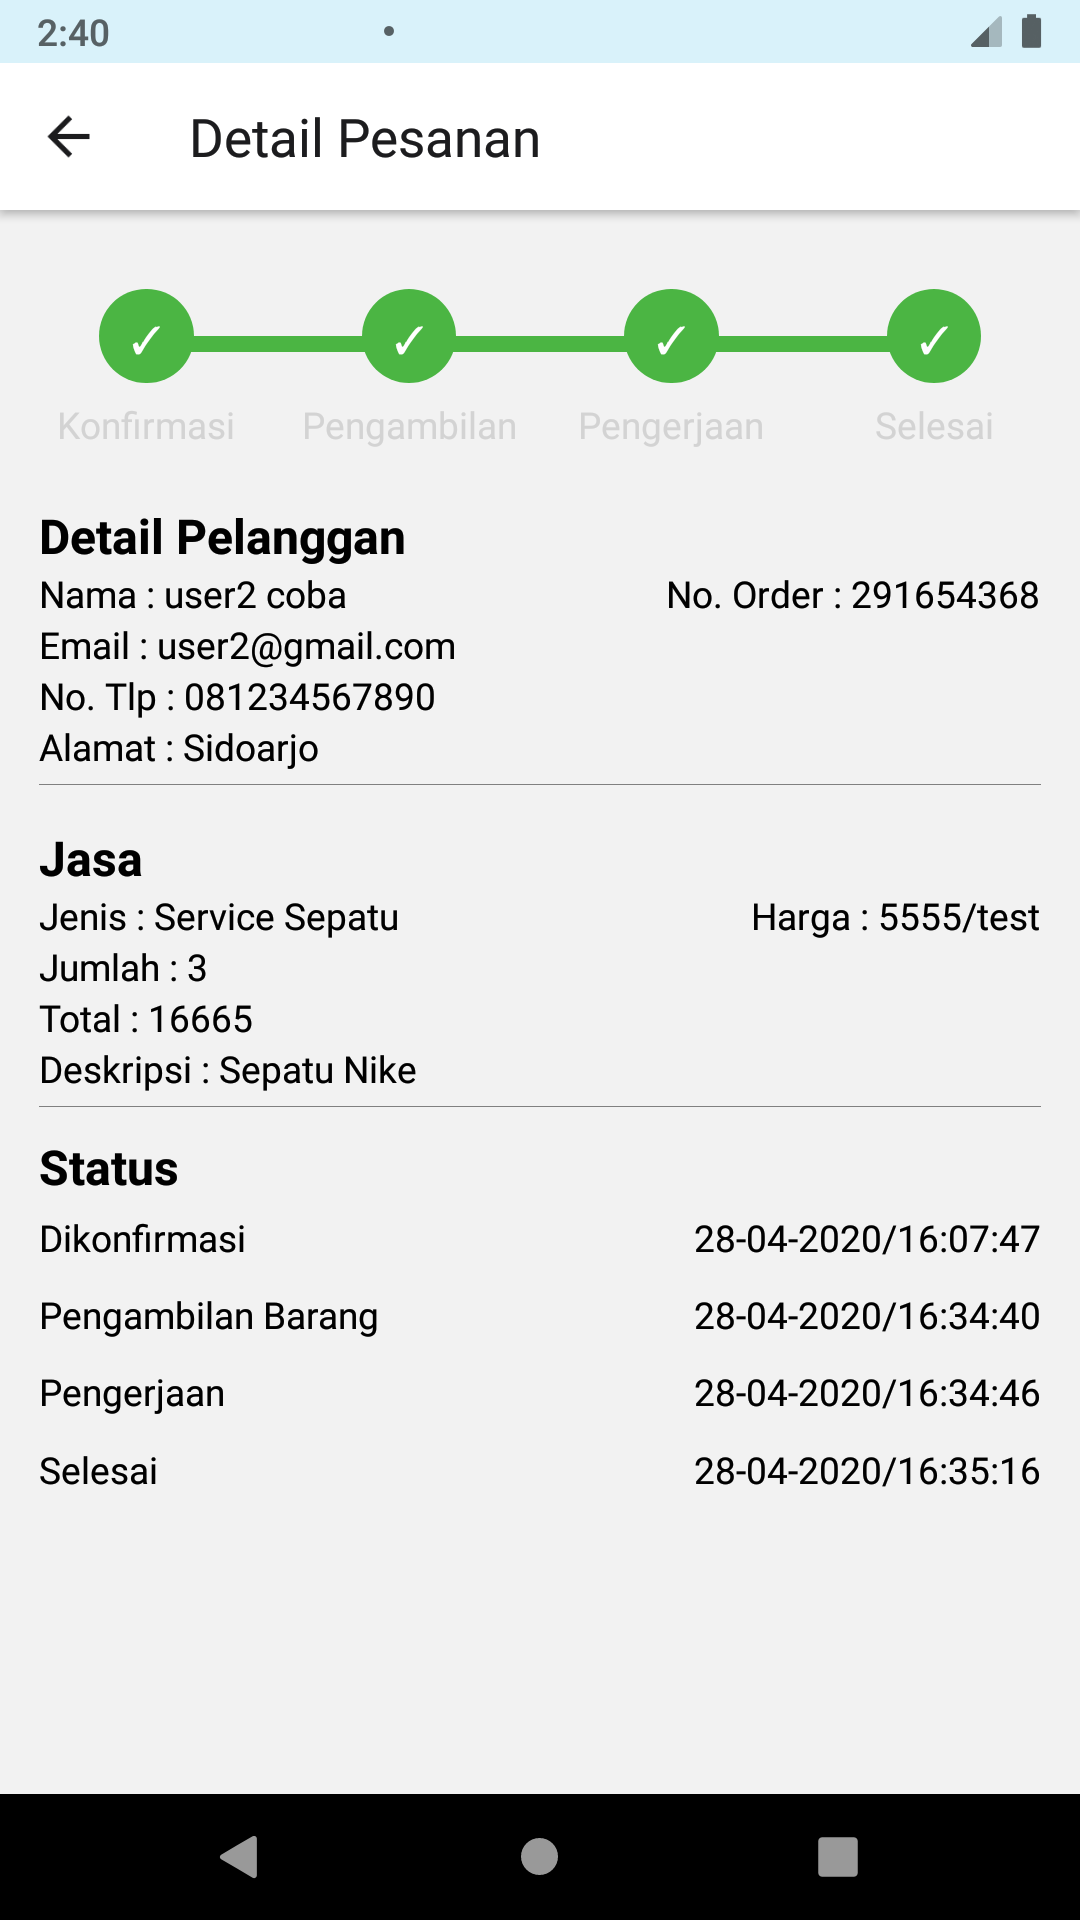 2:40
Detail Pesanan
✓ ✓ ✓ ✓
Konfirmasi Pengambilan Pengerjaan Selesai
Detail Pelanggan
Nama : user2 coba No. Order : 291654368
Email : user2@gmail.com
No. Tlp : 081234567890
Alamat : Sidoarjo
Jasa
Jenis : Service Sepatu Harga : 5555/test
Jumlah : 3
Total : 16665
Deskripsi : Sepatu Nike
Status
Dikonfirmasi 28-04-2020/16:07:47
Pengambilan Barang 28-04-2020/16:34:40
Pengerjaan 28-04-2020/16:34:46
Selesai 28-04-2020/16:35:16